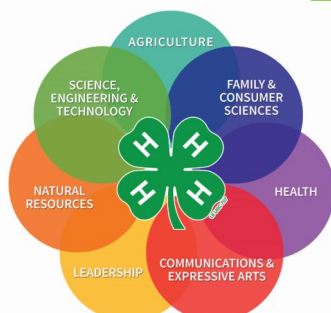 AGRICULTURE
SCIENCE,
ENGINEERING &
TECHNOLOGY
FAMILY &
CONSUMER
SCIENCES
H H
H H
NATURAL
RESOURCES
HEALTH
LEADERSHIP
COMMUNICATIONS &
EXPRESSIVE ARTS